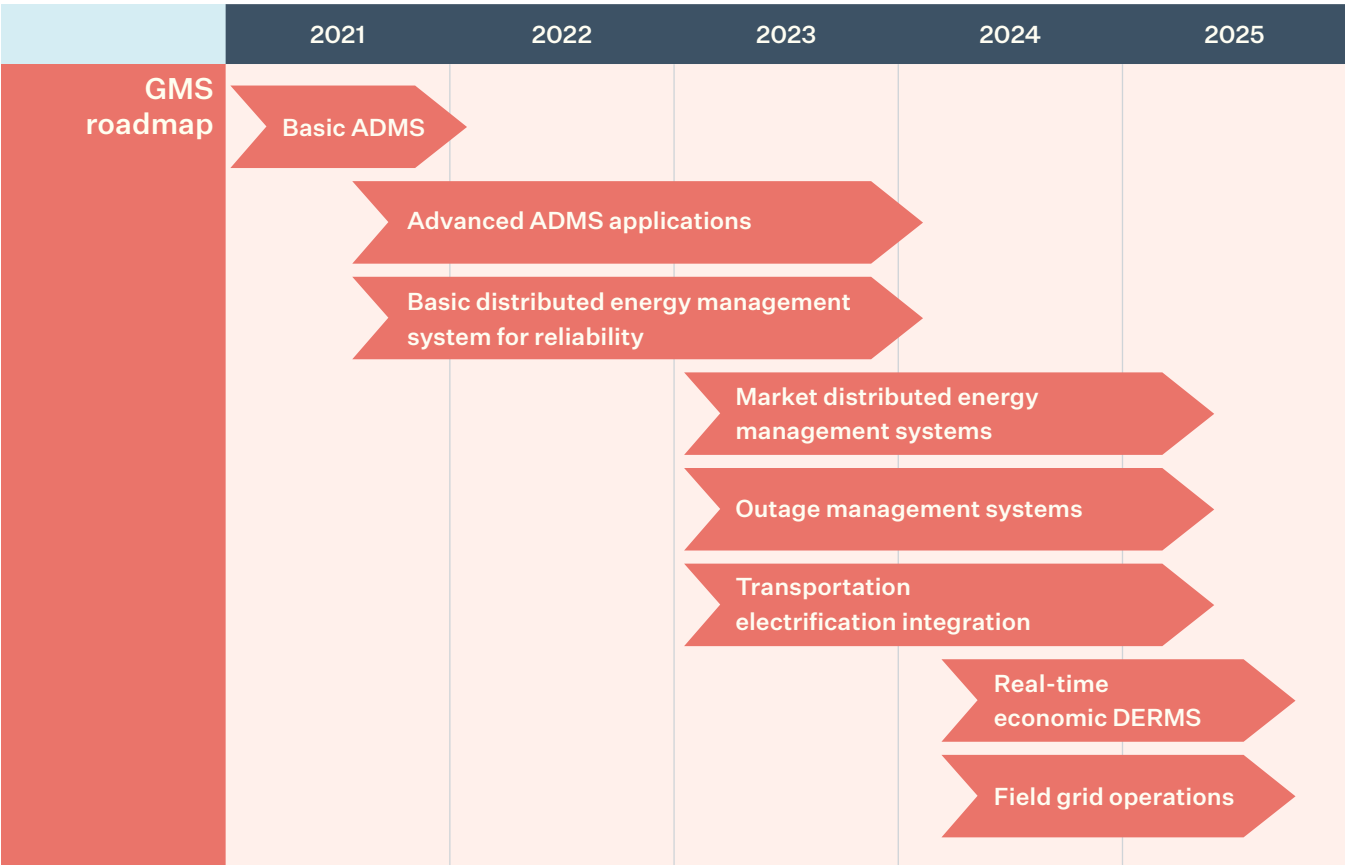 2021 2022 2023 2024 2025
GMS
roadmap
Basic ADMS
Advanced ADMS applications
Basic distributed energy management
system for reliability
Market distributed energy
management systems
Outage management systems
Transportation
electrification integration
Real-time
economic DERMS
Field grid operations